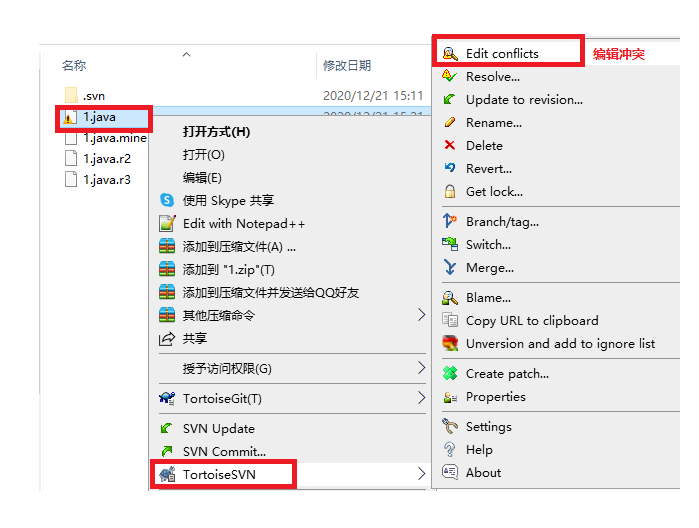 名称
修改日期
.svn
2020/12/21 15:11
1.java
1.java.mine
1.java.r2
1.java.r3
打开方式(H)
打开(O)
编辑(E)
使用 Skype 共享
Edit with Notepad++
添加到压缩文件(A) ...
添加到 "1.zip"(T)
添加到压缩文件并发送给QQ好友
其他压缩命令
共享
授予访问权限(G)
TortoiseGit(T)
SVN Update
SVN Commit...
TortoiseSVN
Edit conflicts
编辑冲突
Resolve...
Update to revision...
Rename...
Delete
Revert...
Get lock...
Branch/tag...
Switch...
Merge...
Blame...
Copy URL to clipboard
Unversion and add to ignore list
Create patch...
Properties
Settings
Help
About